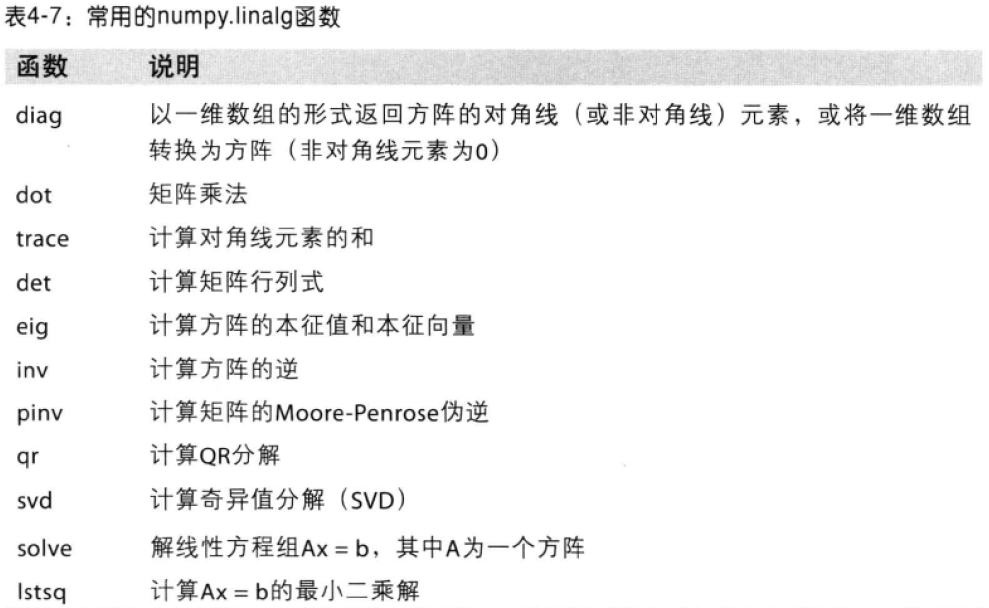 表4-7：常用的numpy.linalg函数
函数 说明
diag 以一维数组的形式返回方阵的对角线（或非对角线）元素，或将一维数组
转换为方阵（非对角线元素为0）
dot 矩阵乘法
trace 计算对角线元素的和
det 计算矩阵行列式
eig 计算方阵的本征值和本征向量
inv 计算方阵的逆
pinv 计算矩阵的Moore-Penrose伪逆
qr 计算QR分解
svd 计算奇异值分解（SVD）
solve 解线性方程组Ax = b，其中A为一个方阵
lstsq 计算Ax = b的最小二乘解